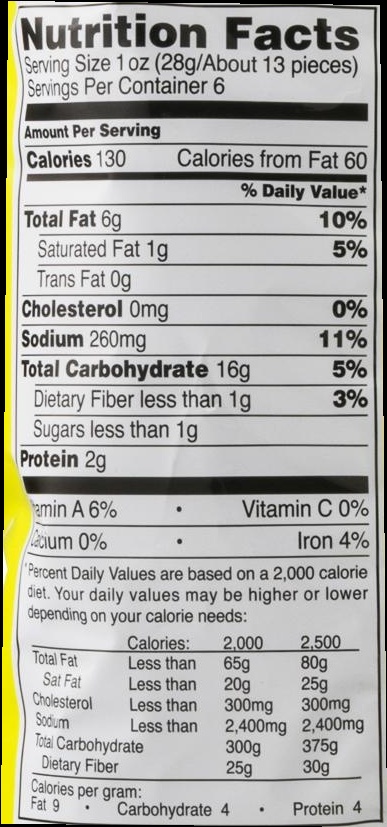 Nutrition Facts
Serving Size 1 oz (28g/About 13 pieces)
Servings Per Container 6
Amount Per Serving
Calories 130 Calories from Fat 60
% Daily Value*
Total Fat 6g 10%
Saturated Fat 1g 5%
Trans Fat 0g
Cholesterol 0mg 0%
Sodium 260mg 11%
Total Carbohydrate 16g 5%
Dietary Fiber less than 1g 3%
Sugars less than 1g
Protein 2g
amin A 6% • Vitamin C 0%
alcium 0% • Iron 4%
*Percent Daily Values are based on a 2,000 calorie
diet. Your daily values may be higher or lower
depending on your calorie needs:
Calories: 2,000 2,500
Total Fat Less than 65g 80g
Sat Fat Less than 20g 25g
Cholesterol Less than 300mg 300mg
Sodium Less than 2,400mg 2,400mg
Total Carbohydrate 300g 375g
Dietary Fiber 25g 30g
Calories per gram:
Fat 9 • Carbohydrate 4 • Protein 4